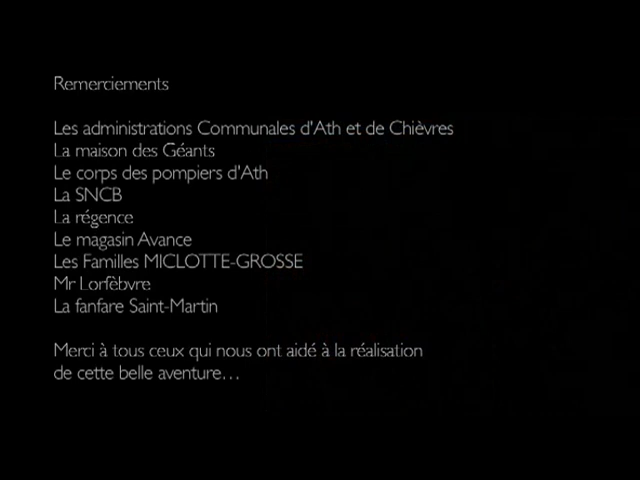 Remerciements
Les administrations Communales d'Ath et de Chièvres
La maison des Géants
Le corps des pompiers d'Ath
La SNCB
La régence
Le magasin Avance
Les Familles MICLOTTE-GROSSE
Mr Lorfèbvre
La fanfare Saint-Martin
Merci à tous ceux qui nous ont aidé à la réalisation
de cette belle aventure…